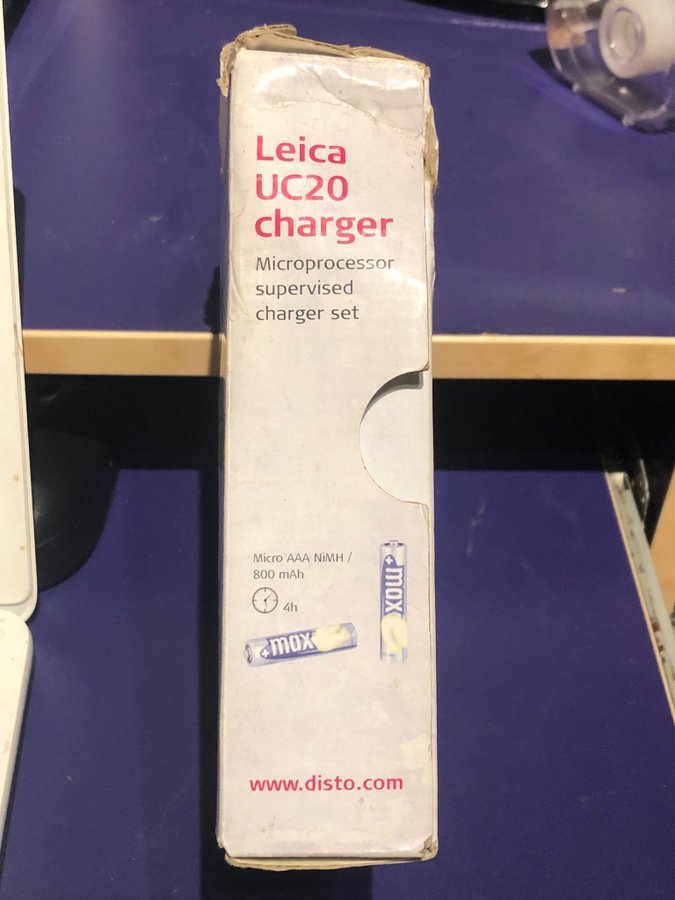 Leica
UC20
charger
Microprocessor
supervised
charger set
Micro AAA NiMH /
800 mAh
4h
+max
+max
www.disto.com